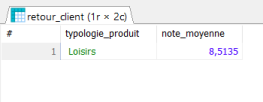 retour_client (1r × 2c)
# typologie_produit note_moyenne
1 Loisirs 8,5135